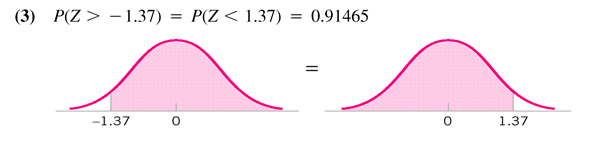 (3) P(Z > −1.37) = P(Z < 1.37) = 0.91465
=
−1.37 0 0 1.37